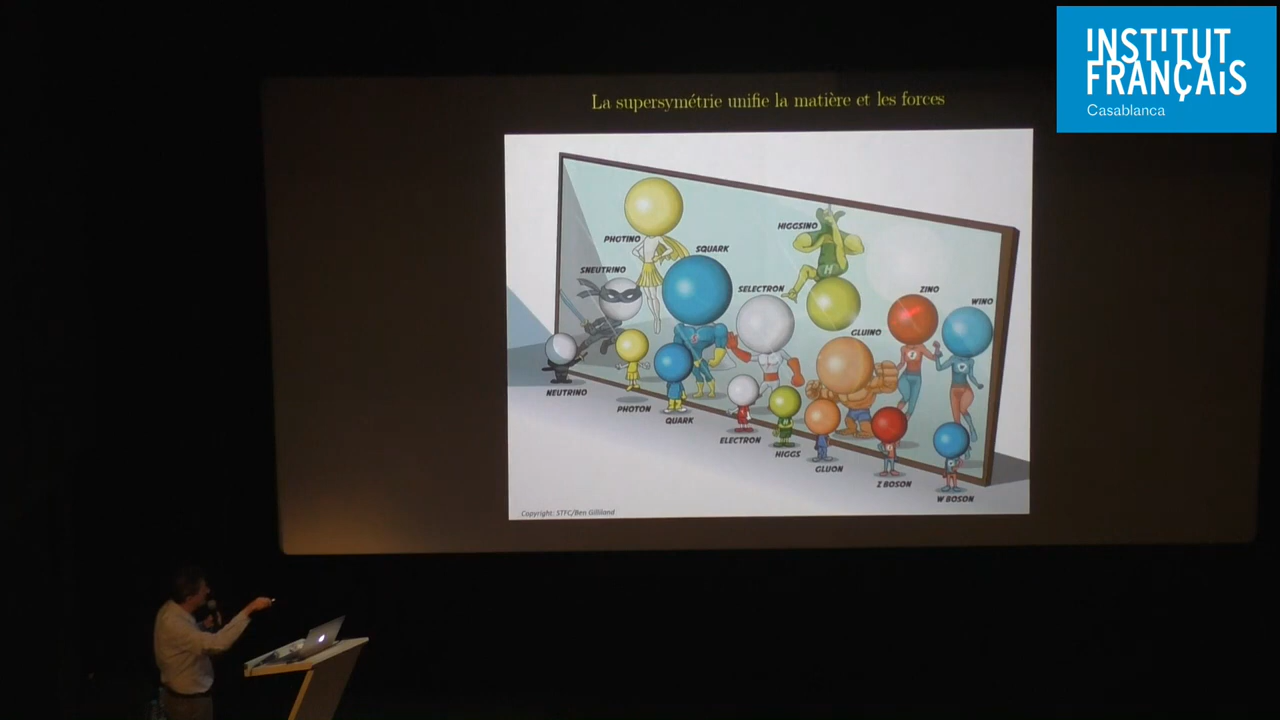 INSTITUT
FRANÇAIS
Casablanca
La supersymétrie unifie la matière et les forces
PHOTINO
HIGGSINO
SQUARK
SNEUTRINO
SELECTRON
ZINO
WINO
GLUINO
NEUTRINO
PHOTON
QUARK
ELECTRON
HIGGS
GLUON
Z BOSON
W BOSON
H
Copyright: STFC/Ben Gilliland